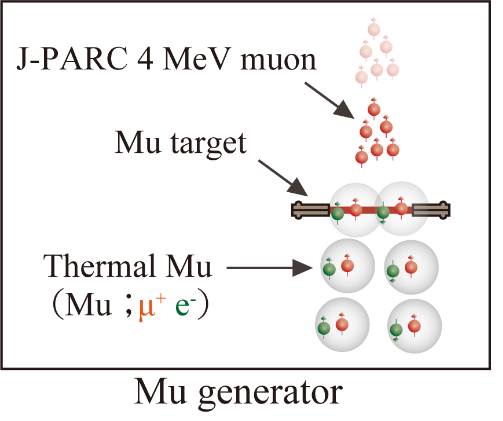 J-PARC 4 MeV muon
Mu target
Thermal Mu
（Mu ；μ⁺ e⁻）
Mu generator